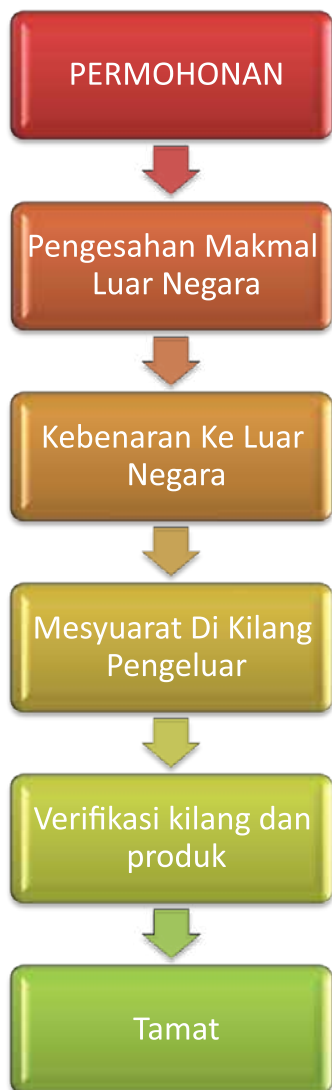 PERMOHONAN
Pengesahan Makmal
Luar Negara
Kebenaran Ke Luar
Negara
Mesyuarat Di Kilang
Pengeluar
Verifikasi kilang dan
produk
Tamat